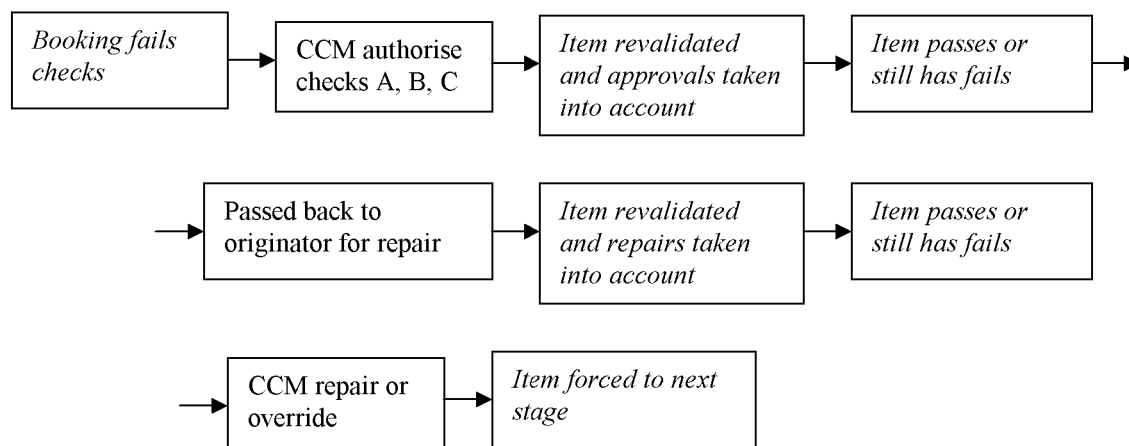 Booking fails
checks
CCM authorise
checks A, B, C
Item revalidated
and approvals taken
into account
Item passes or
still has fails
Passed back to
originator for repair
Item revalidated
and repairs taken
into account
Item passes or
still has fails
CCM repair or
override
Item forced to next
stage